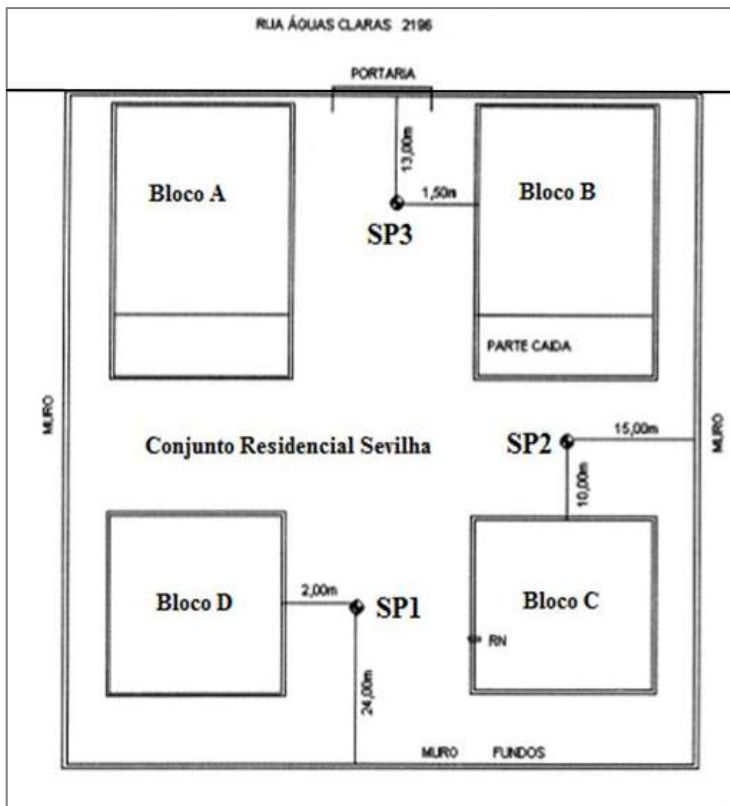 RUA ÁGUAS CLARAS 2196
PORTARIA
13,00m
Bloco A
1,50m
Bloco B
SP3
PARTE CAIDA
MURO
Conjunto Residencial Sevilha
SP2
15,00m
MURO
10,00m
Bloco D
2,00m
SP1
Bloco C
RN
24,00m
MURO FUNDOS